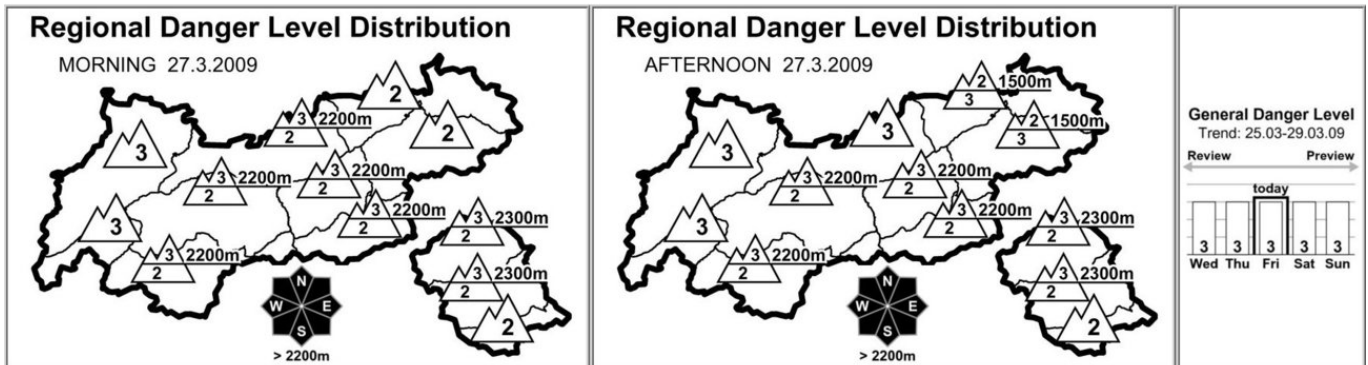 Regional Danger Level Distribution
MORNING 27.3.2009
2
3 2200m
2
2
3
3 2200m
2
3 2200m
2
3 2200m
2
3
3 2300m
2
3 2200m
2
3 2300m
2
2
N
W E
S
> 2200m
Regional Danger Level Distribution
AFTERNOON 27.3.2009
2 1500m
3
3
2 1500m
3
3
3 2200m
2
3 2200m
2
3 2200m
2
3
3 2300m
2
3 2200m
2
3 2300m
2
2
N
W E
S
> 2200m
General Danger Level
Trend: 25.03-29.03.09
Review Preview
today
3 3 3 3 3
Wed Thu Fri Sat Sun